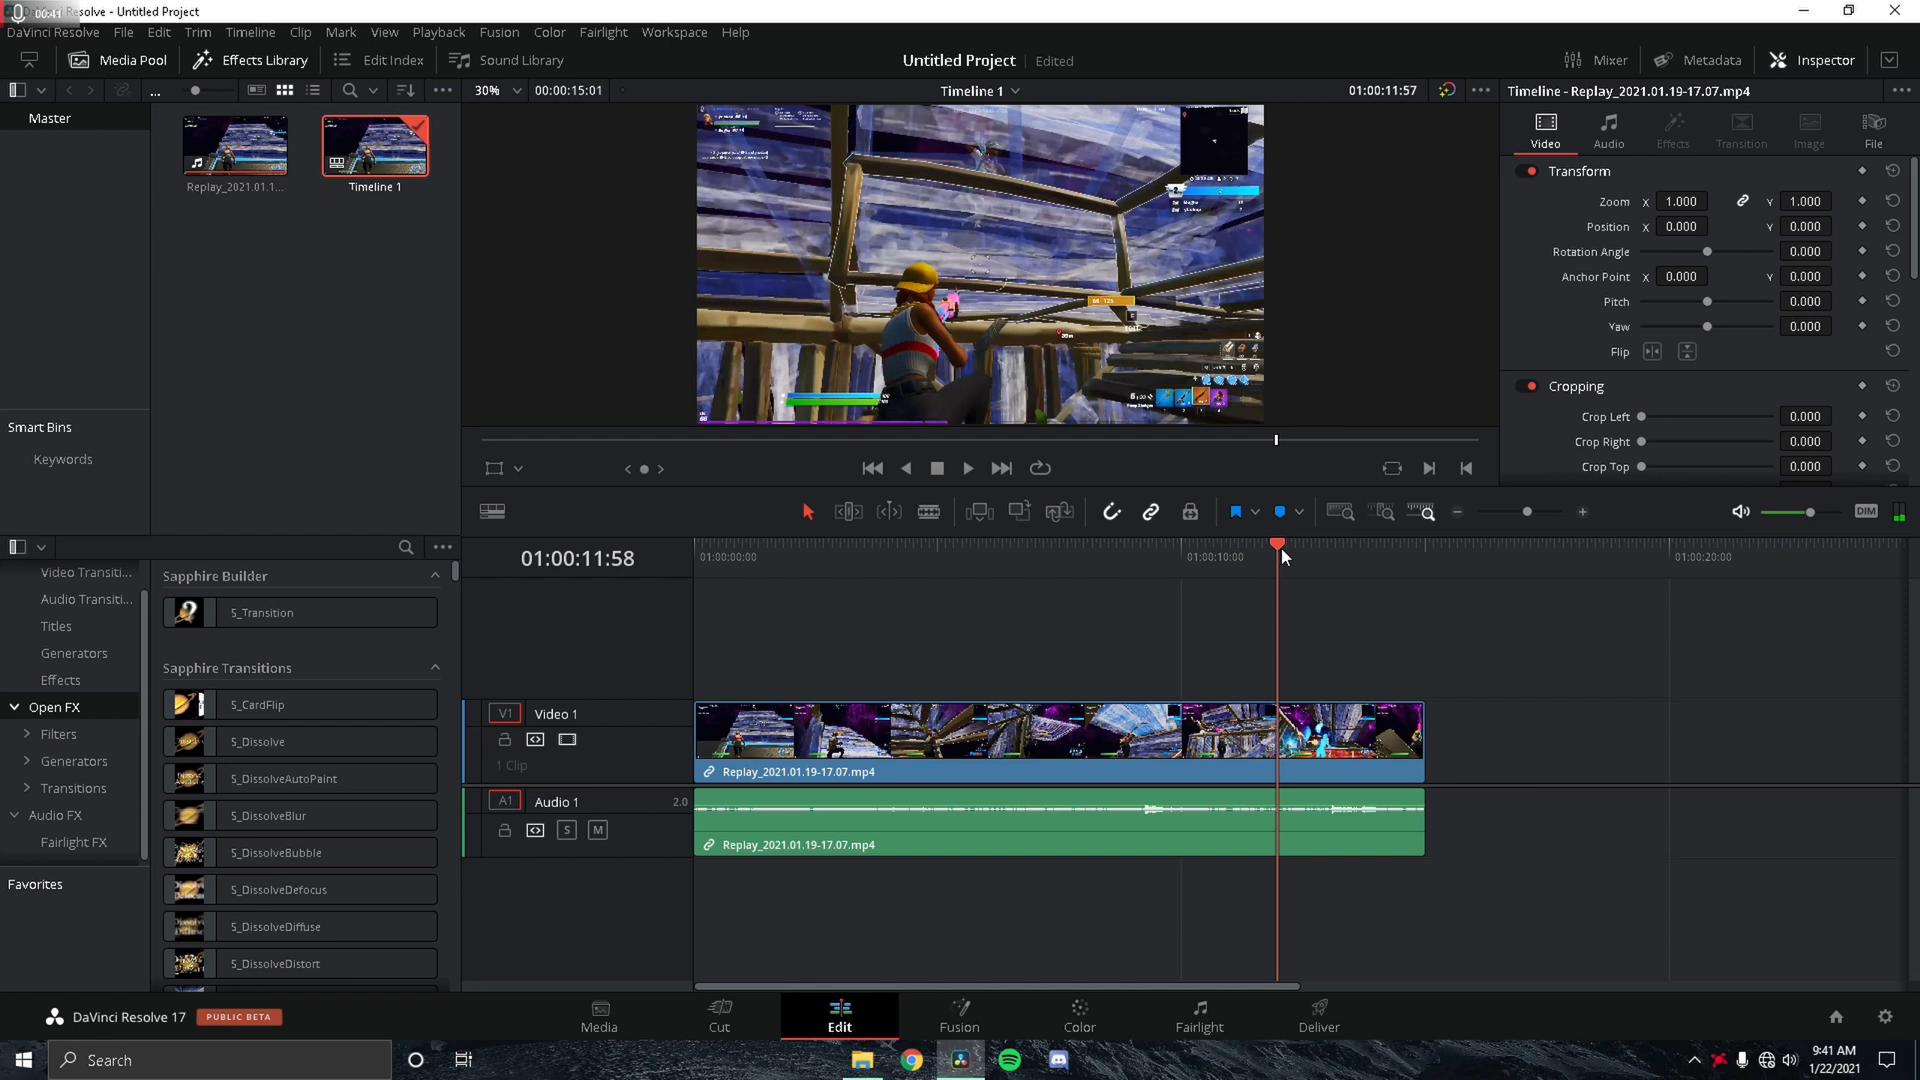 00:41
Resolve - Untitled Project
DaVinci Resolve File Edit Trim Timeline Clip Mark View Playback Fusion Color Fairlight Workspace Help
Media Pool Effects Library Edit Index Sound Library Untitled Project Edited Mixer Metadata Inspector
... 30% 00:00:15:01 Timeline 1 01:00:11:57 Timeline - Replay_2021.01.19-17.07.mp4
Master
Replay_2021.01.1... Timeline 1
Video Audio Effects Transition Image File
Transform
Zoom X 1.000 Y 1.000
Position X 0.000 Y 0.000
Rotation Angle 0.000
Anchor Point X 0.000 Y 0.000
Pitch 0.000
Yaw 0.000
Flip
Cropping
Crop Left 0.000
Crop Right 0.000
Crop Top 0.000
Smart Bins
Keywords
DIM
01:00:11:58
01:00:00:00 01:00:10:00 01:00:20:00
Video Transiti...
Audio Transiti...
Titles
Generators
Effects
Open FX
Filters
Generators
Transitions
Audio FX
Fairlight FX
Favorites
Sapphire Builder
S_Transition
Sapphire Transitions
S_CardFlip
S_Dissolve
S_DissolveAutoPaint
S_DissolveBlur
S_DissolveBubble
S_DissolveDefocus
S_DissolveDiffuse
S_DissolveDistort
V1 Video 1
1 Clip
Replay_2021.01.19-17.07.mp4
A1 Audio 1 2.0
S M
Replay_2021.01.19-17.07.mp4
DaVinci Resolve 17 PUBLIC BETA
Media Cut Edit Fusion Color Fairlight Deliver
Search
9:41 AM
1/22/2021